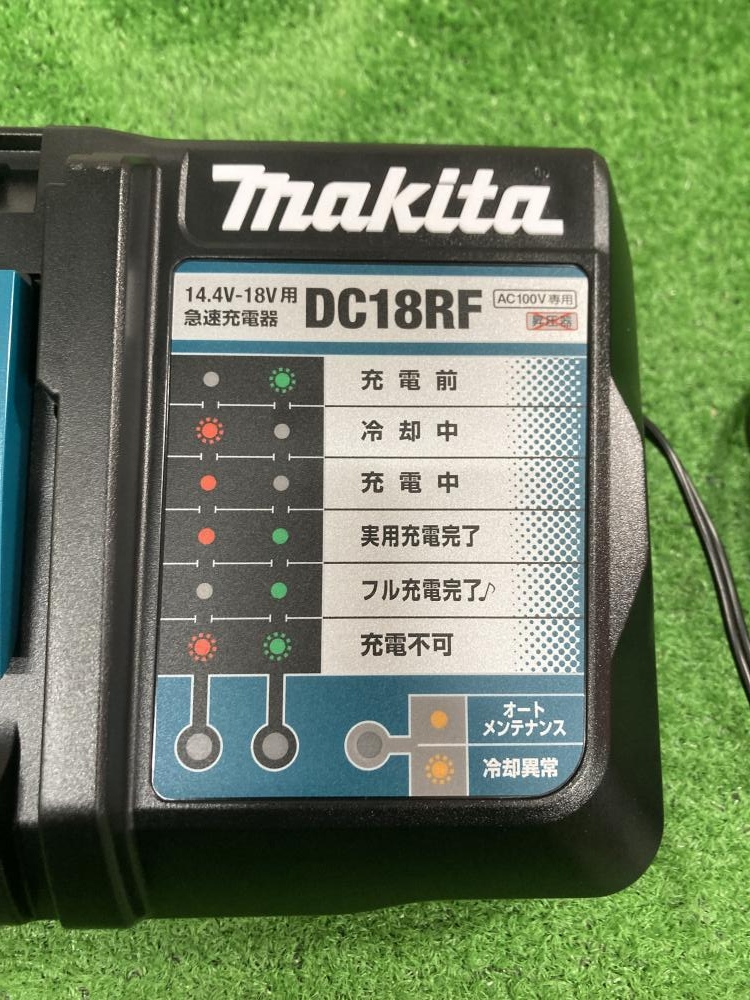 makita
14.4V-18V用
急速充電器
DC18RF
AC100V専用
昇圧器
充電前
冷却中
充電中
実用充電完了
フル充電完了♪
充電不可
オート
メンテナンス
冷却異常